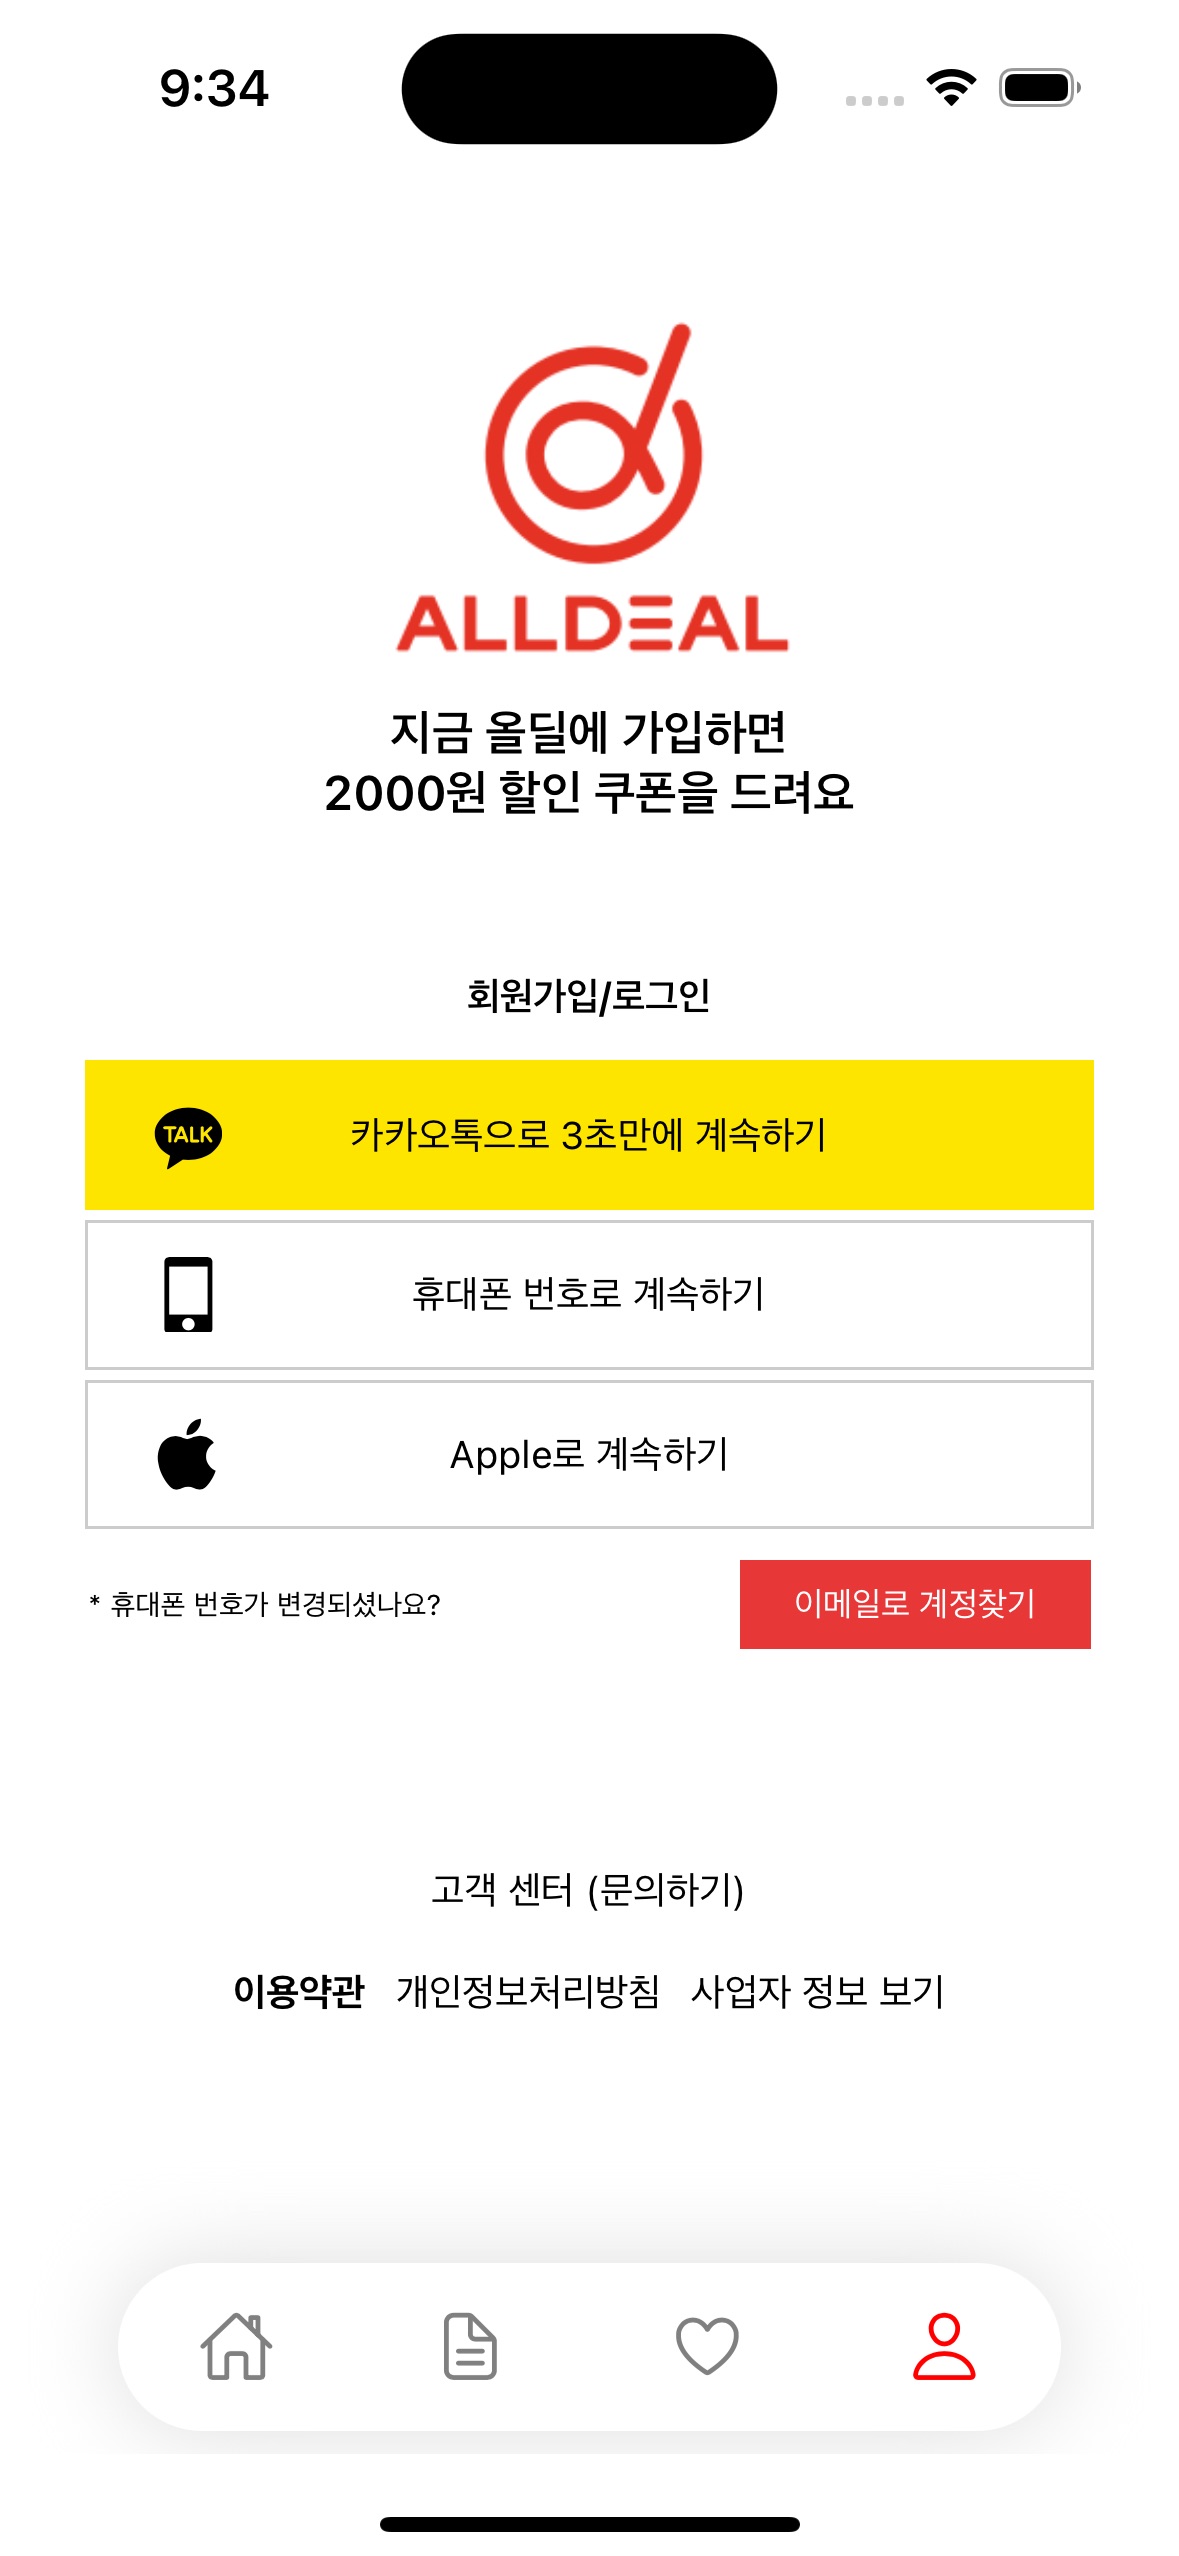 9:34
ALLDEAL
지금 올딜에 가입하면
2000원 할인 쿠폰을 드려요
회원가입/로그인
TALK
카카오톡으로 3초만에 계속하기
휴대폰 번호로 계속하기
Apple로 계속하기
* 휴대폰 번호가 변경되셨나요?
이메일로 계정찾기
고객 센터 (문의하기)
이용약관 개인정보처리방침 사업자 정보 보기